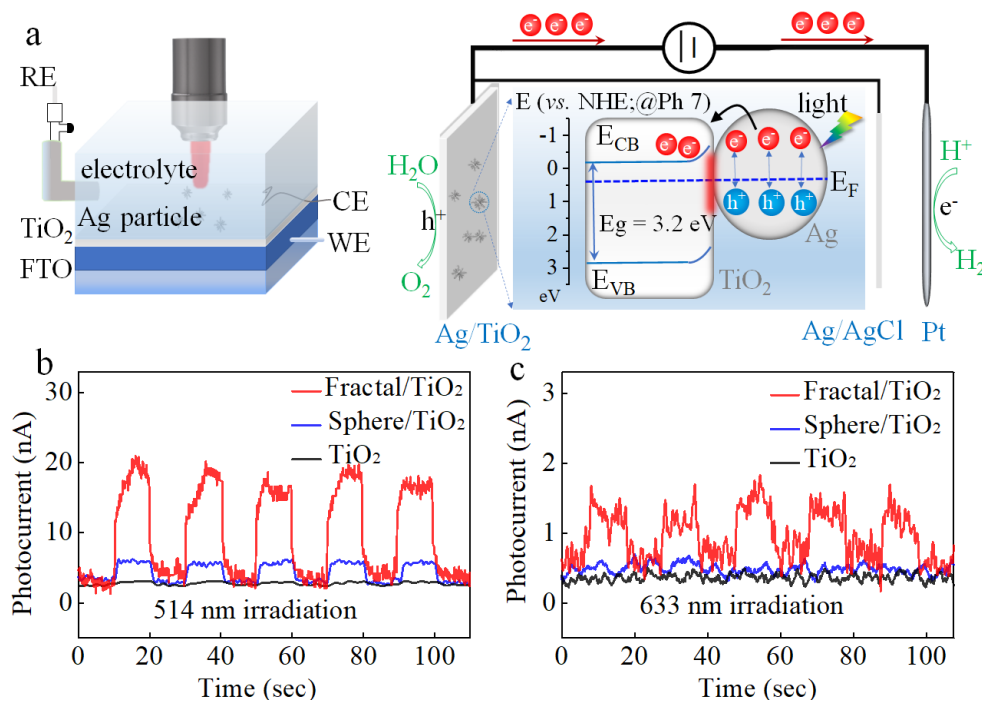 a
RE
electrolyte
Ag particle
TiO2
FTO
CE
WE
e- e- e-
e- e- e-
E (vs. NHE;@Ph 7)
light
-1
0
1
2
3
eV
ECB
e- e-
e- e- e-
EF
h+ h+ h+
Eg = 3.2 eV
Ag
EVB
TiO2
H2O
h+
O2
H+
e-
H2
Ag/TiO2
Ag/AgCl
Pt
b
Photocurrent (nA)
30
20
10
0
Fractal/TiO2
Sphere/TiO2
TiO2
514 nm irradiation
0 20 40 60 80 100
Time (sec)
c
Photocurrent (nA)
3
2
1
0
Fractal/TiO2
Sphere/TiO2
TiO2
633 nm irradiation
0 20 40 60 80 100
Time (sec)